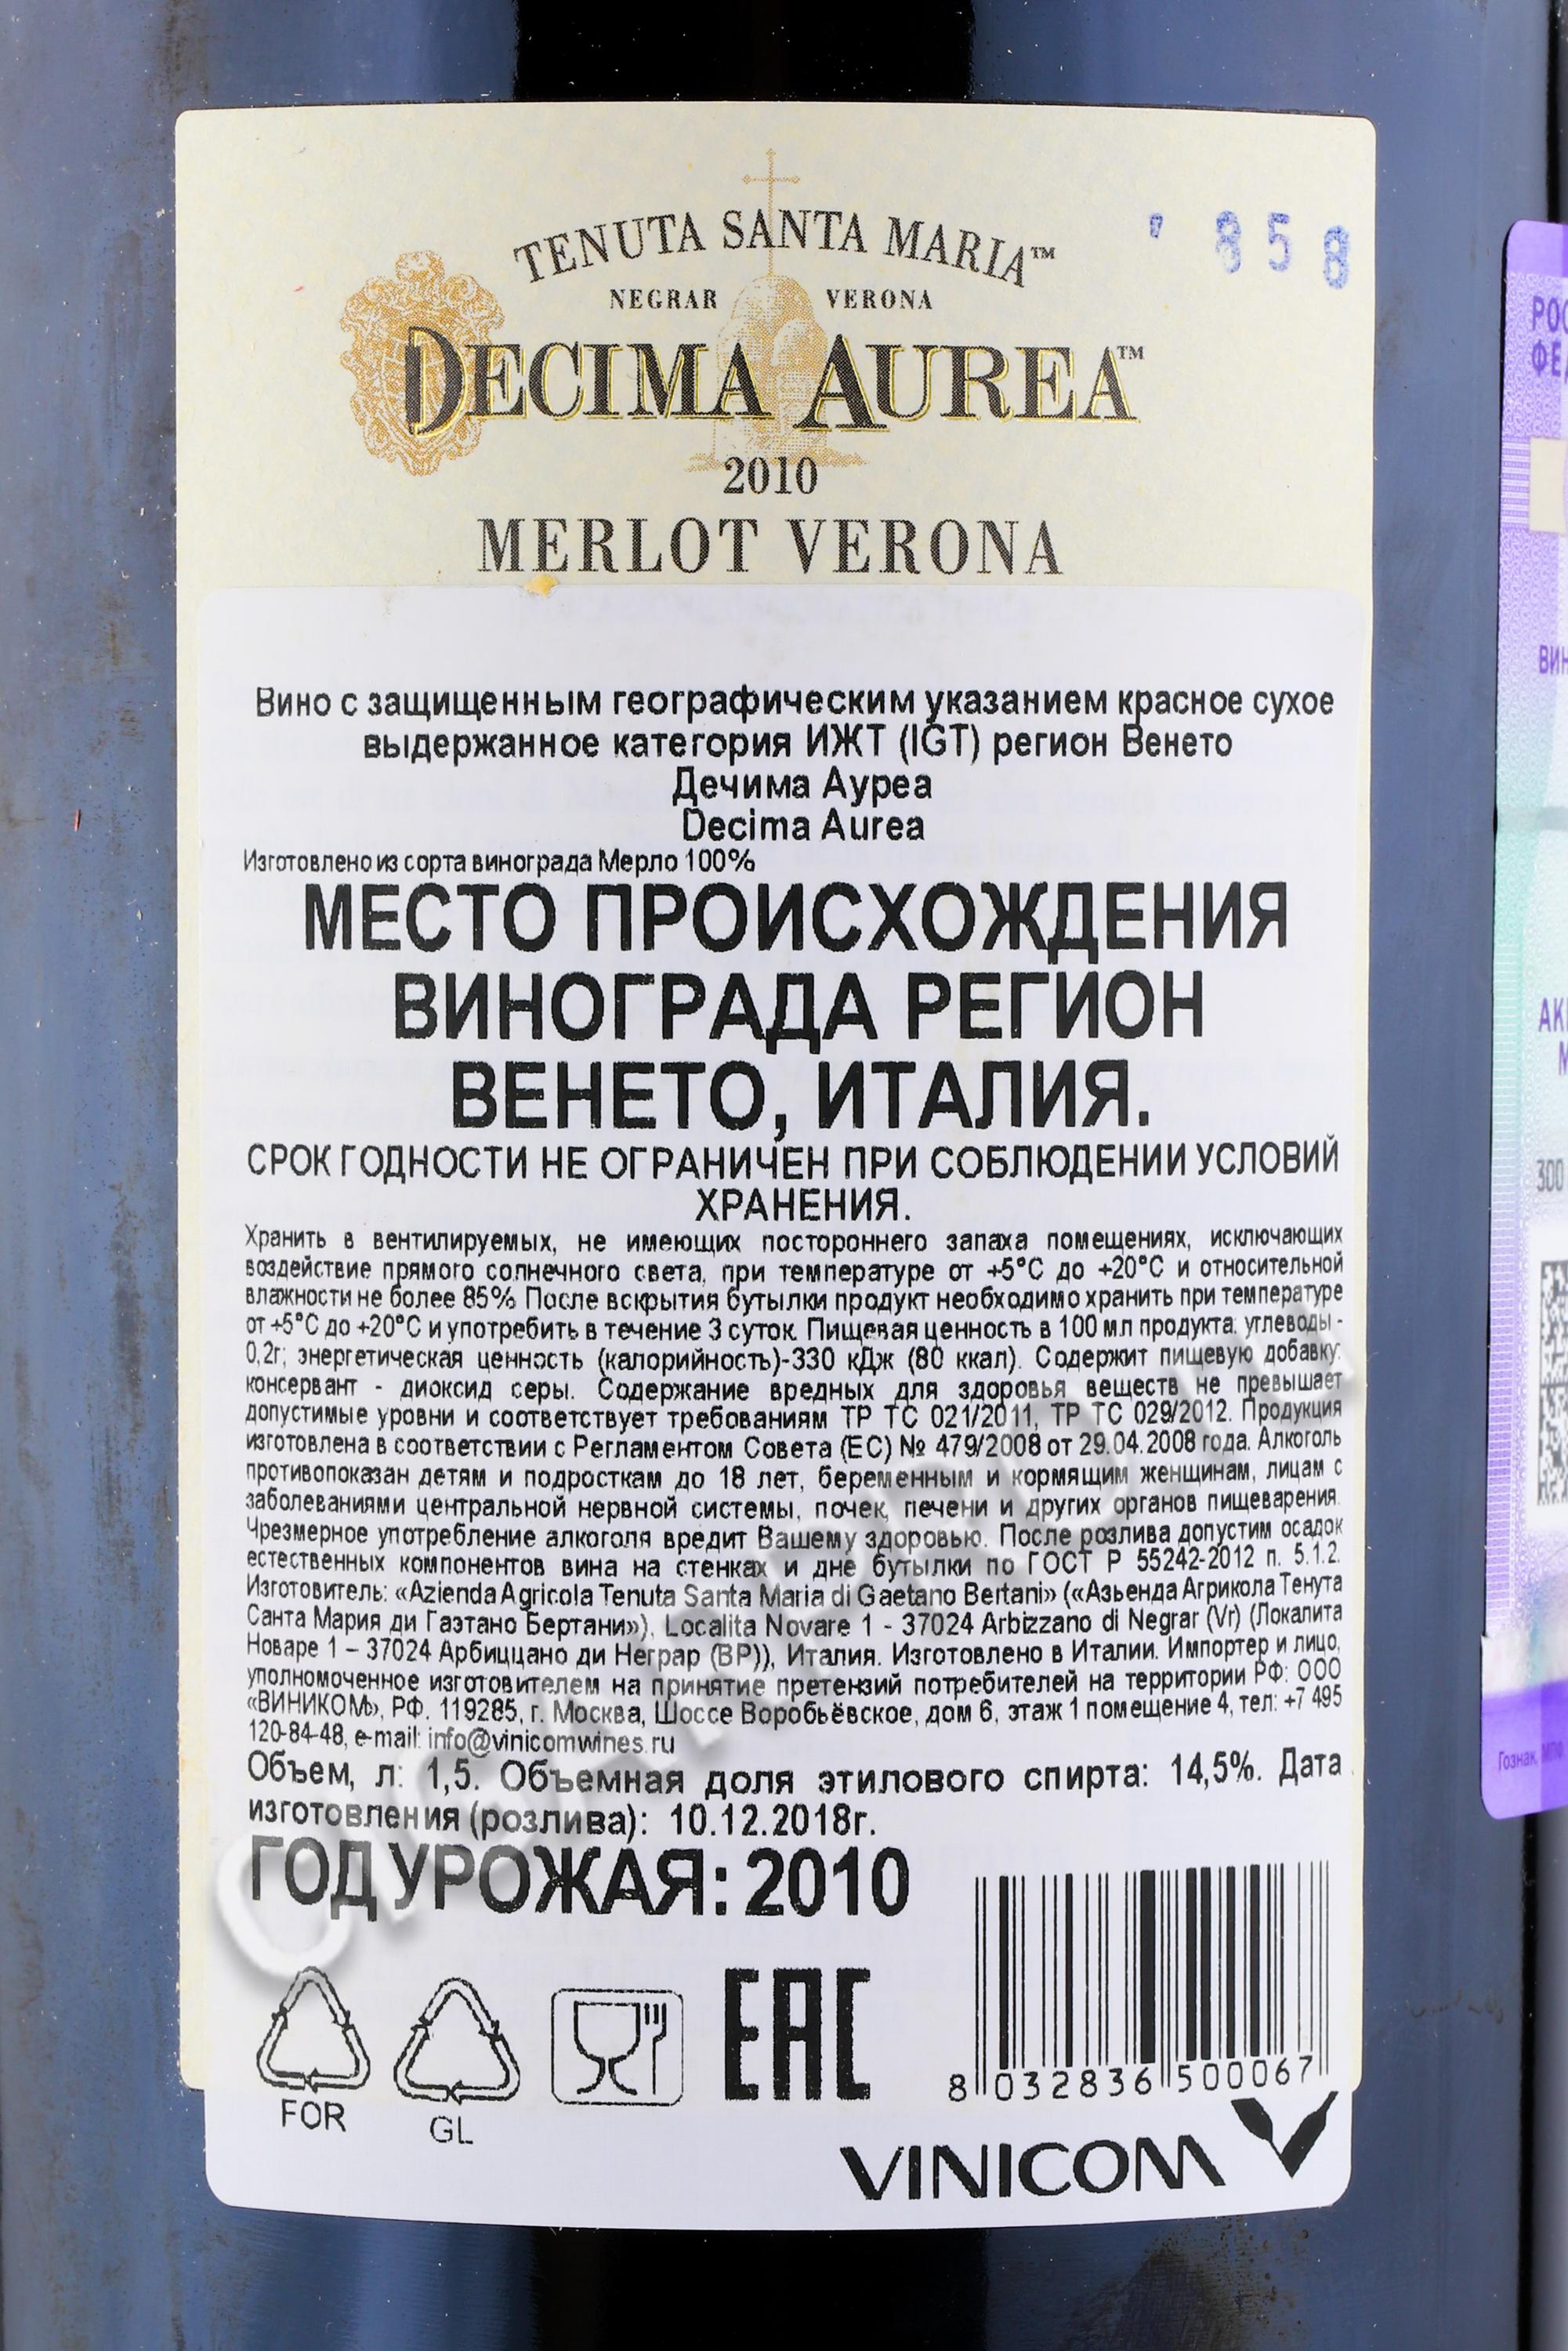 TENUTA SANTA MARIA™
858
NEGRAR VERONA
DECIMA AUREA™
2010
MERLOT VERONA
Вино с защищенным географическим указанием красное сухое
выдержанное категория ИЖТ (IGT) регион Венето
Дечима Ауреа
Decima Aurea
Изготовлено из сорта винограда Мерло 100%
МЕСТО ПРОИСХОЖДЕНИЯ
ВИНОГРАДА РЕГИОН
ВЕНЕТО, ИТАЛИЯ.
СРОК ГОДНОСТИ НЕ ОГРАНИЧЕН ПРИ СОБЛЮДЕНИИ УСЛОВИЙ
ХРАНЕНИЯ.
Хранить в вентилируемых, не имеющих постороннего запаха помещениях, исключающих
воздействие прямого солнечного света, при температуре от +5°С до +20°С и относительной
влажности не более 85%. После вскрытия бутылки продукт необходимо хранить при температуре
от +5°С до +20°С и употребить в течение 3 суток. Пищевая ценность в 100 мл продукта: углеводы -
0,2г; энергетическая ценность (калорийность)-330 кДж (80 ккал). Содержит пищевую добавку:
консервант - диоксид серы. Содержание вредных для здоровья веществ не превышает
допустимые уровни и соответствует требованиям ТР ТС 021/2011, ТР ТС 029/2012. Продукция
изготовлена в соответствии с Регламентом Совета (ЕС) № 479/2008 от 29.04.2008 года. Алкоголь
противопоказан детям и подросткам до 18 лет, беременным и кормящим женщинам, лицам с
заболеваниями центральной нервной системы, почек, печени и других органов пищеварения.
Чрезмерное употребление алкоголя вредит Вашему здоровью. После розлива допустим осадок
естественных компонентов вина на стенках и дне бутылки по ГОСТ Р 55242-2012 п. 5.1.2.
Изготовитель: «Azienda Agricola Tenuta Santa Maria di Gaetano Bertani» («Азьенда Агрикола Тенута
Санта Мария ди Гаэтано Бертани»), Localita Novare 1 - 37024 Arbizzano di Negrar (Vr) (Локалита
Новаре 1 – 37024 Арбиццано ди Неграр (ВР)), Италия. Изготовлено в Италии. Импортер и лицо,
уполномоченное изготовителем на принятие претензий потребителей на территории РФ: ООО
«ВИНИКОМ», РФ, 119285, г. Москва, Шоссе Воробьёвское, дом 6, этаж 1 помещение 4, тел: +7 495
120-84-48, e-mail: info@vinicomwines.ru
Объем, л: 1,5. Объемная доля этилового спирта: 14,5%. Дата
изготовления (розлива): 10.12.2018г.
ГОД УРОЖАЯ: 2010
EAC
8 032836 500067
FOR
GL
VINICOM
300
Гознак